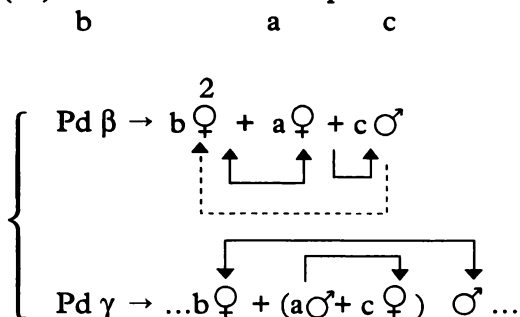 b a c
2
Pd β → b ♀ + a ♀ + c ♂
Pd γ → ...b ♀ + (a ♂ + c ♀ ) ♂ ...